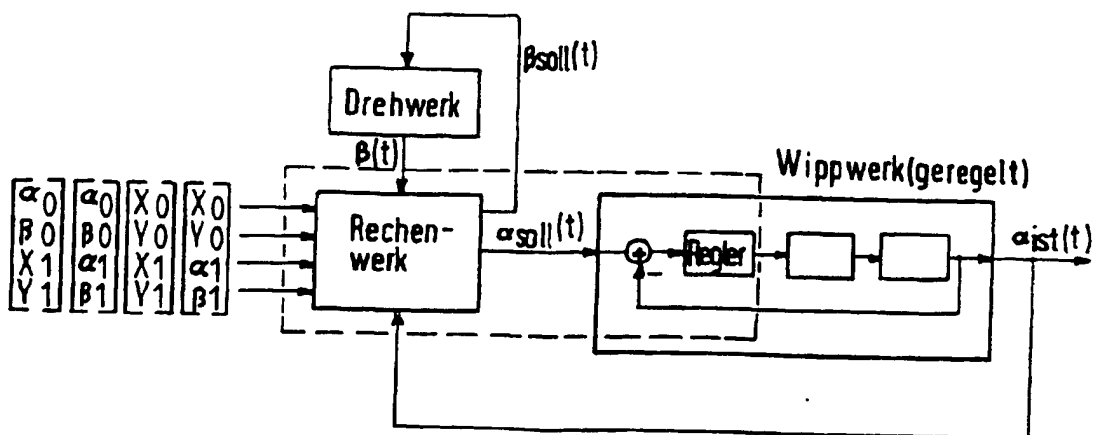 βsoll(t)
Drehwerk
β(t)
Wippwerk(geregelt)
α0 α0 X0 X0
β0 β0 Y0 Y0
X1 α1 X1 α1
Y1 β1 Y1 β1
Rechen-
werk
αsoll(t)
+
−
Regler
αist(t)